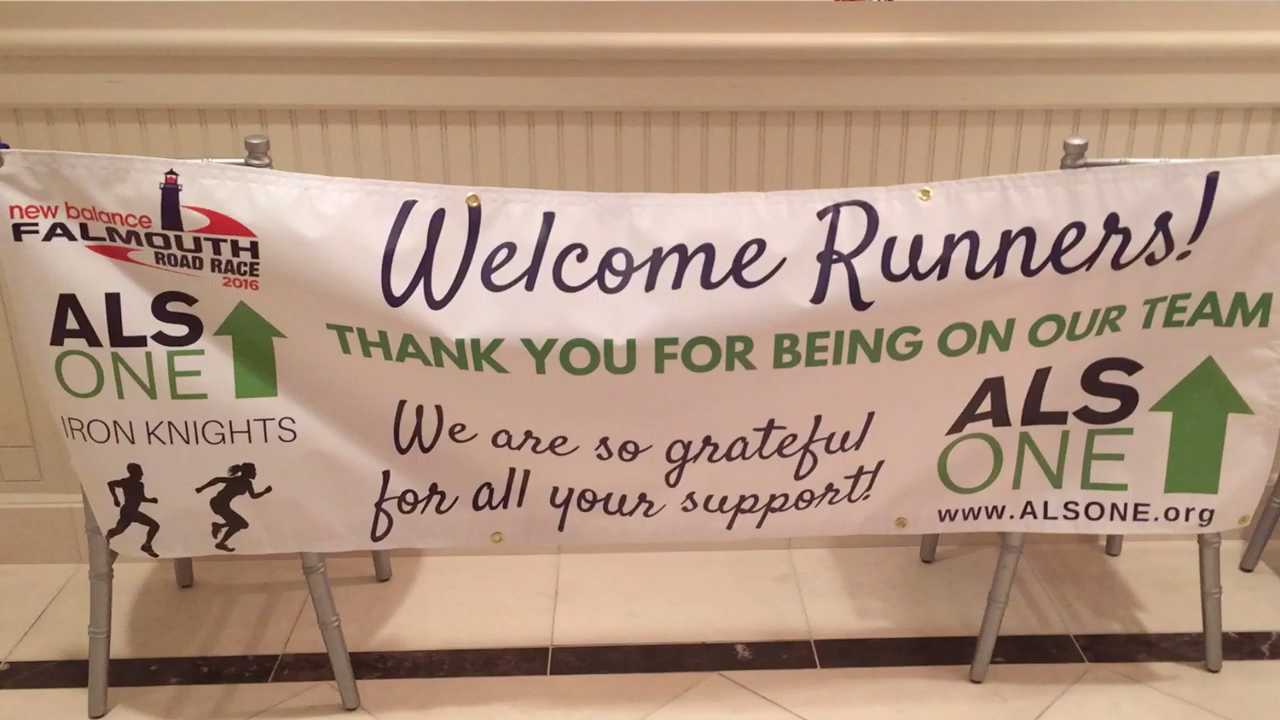 new balance
FALMOUTH
ROAD RACE
2016
ALS
ONE
IRON KNIGHTS
Welcome Runners!
THANK YOU FOR BEING ON OUR TEAM
We are so grateful
for all your support!
ALS
ONE
www.ALSONE.org